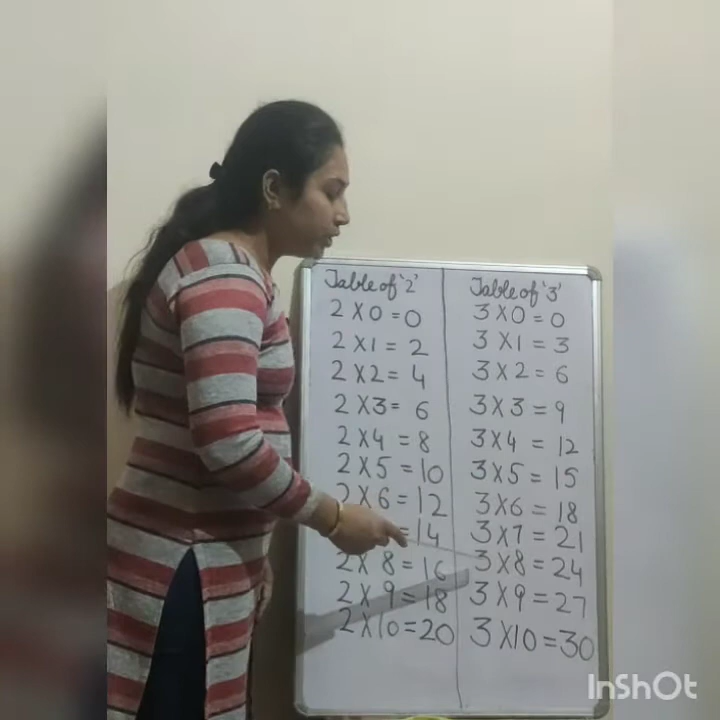 Table of '2'
2 X 0 = 0
2 X 1 = 2
2 X 2 = 4
2 X 3 = 6
2 X 4 = 8
2 X 5 = 10
2 X 6 = 12
= 14
2 X 8 = 16
2 X 9 = 18
2 X 10 = 20
Table of '3'
3 X 0 = 0
3 X 1 = 3
3 X 2 = 6
3 X 3 = 9
3 X 4 = 12
3 X 5 = 15
3 X 6 = 18
3 X 7 = 21
3 X 8 = 24
3 X 9 = 27
3 X 10 = 30
InShOt